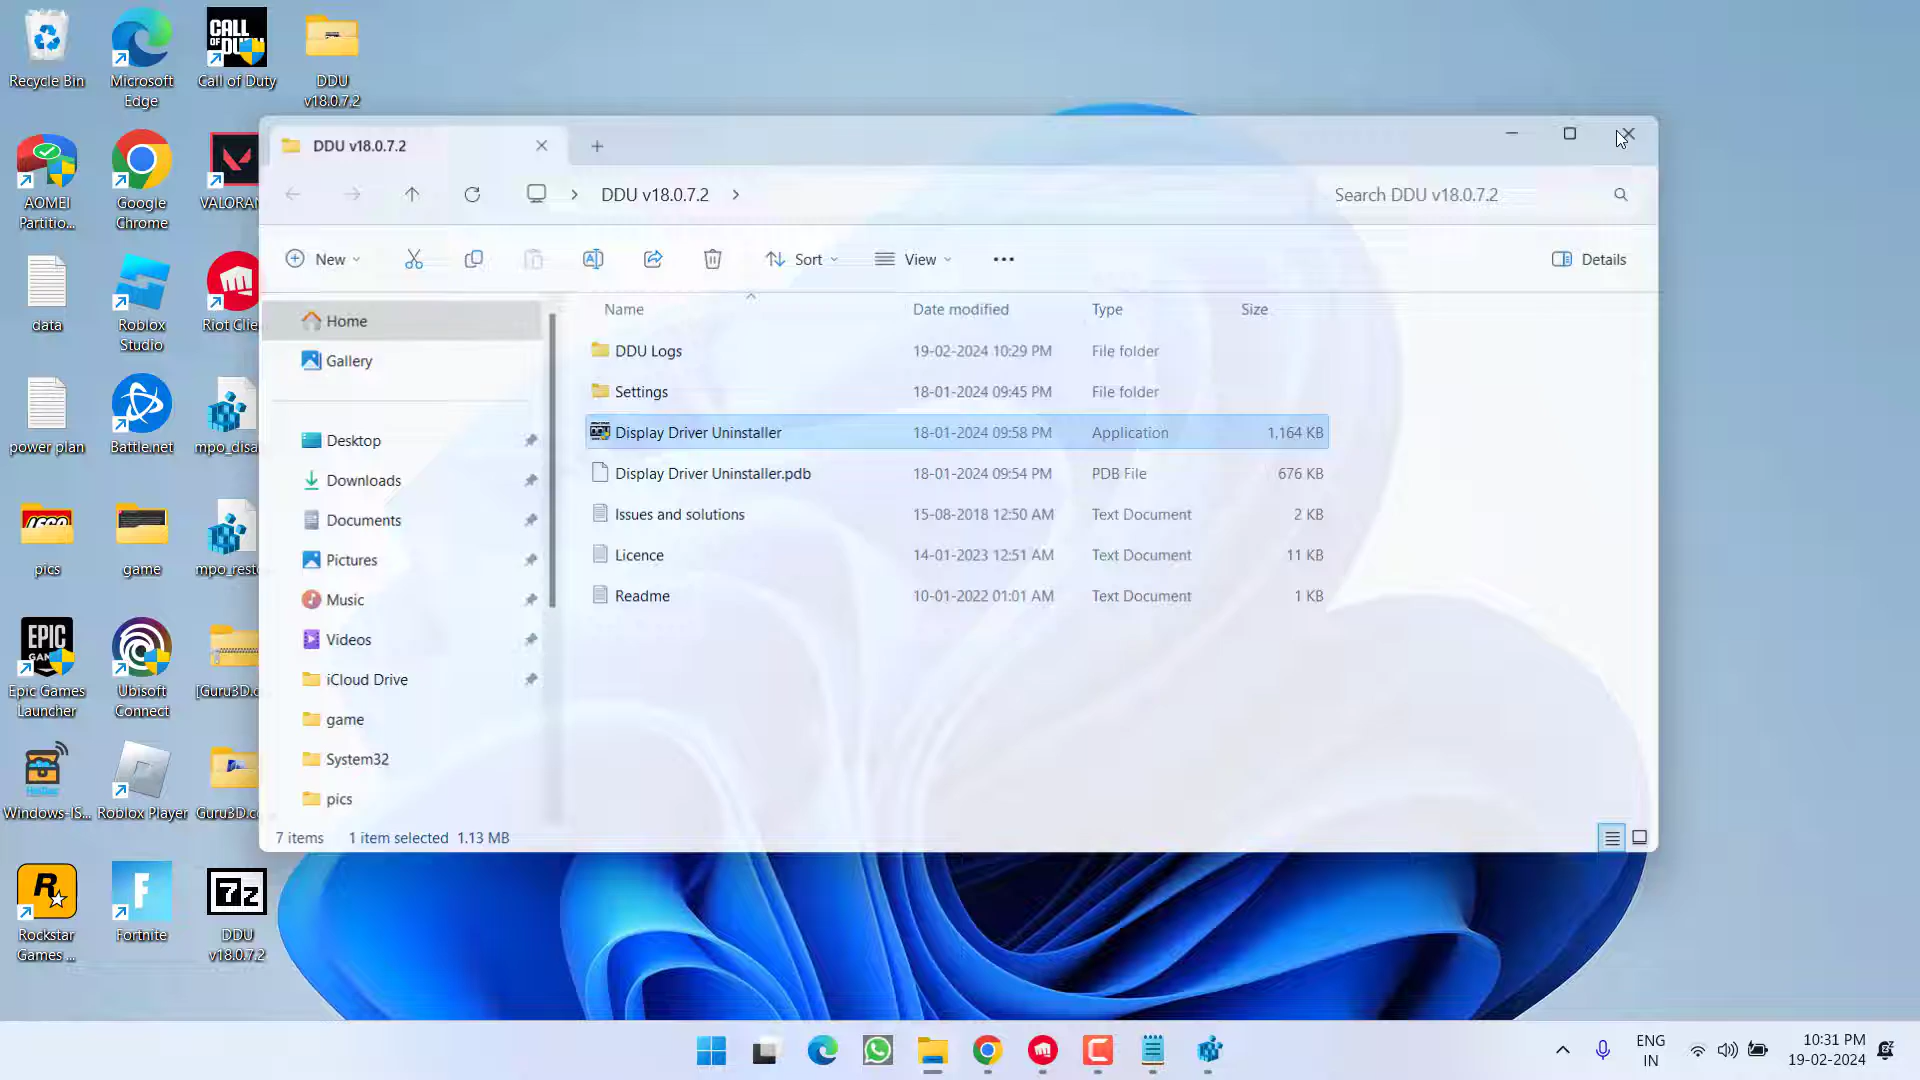 Recycle Bin
Microsoft
Edge
CALL
OF DUTY
Call of Duty
DDU
v18.0.7.2
AOMEI
Partitio...
Google
Chrome
VALORAN
data
Roblox
Studio
Riot Clie
power plan
Battle.net
mpo_disa
LEGO
pics
game
mpo_rest
EPIC
Epic Games
Launcher
Ubisoft
Connect
[Guru3D.c
Windows-IS...
Roblox Player
Guru3D.c
Rockstar
Games ...
F
Fortnite
7z
DDU
v18.0.7.2
DDU v18.0.7.2
DDU v18.0.7.2
Search DDU v18.0.7.2
New
Sort
View
Details
Home
Gallery
Desktop
Downloads
Documents
Pictures
Music
Videos
iCloud Drive
game
System32
pics
Name Date modified Type Size
DDU Logs 19-02-2024 10:29 PM File folder
Settings 18-01-2024 09:45 PM File folder
Display Driver Uninstaller 18-01-2024 09:58 PM Application 1,164 KB
Display Driver Uninstaller.pdb 18-01-2024 09:54 PM PDB File 676 KB
Issues and solutions 15-08-2018 12:50 AM Text Document 2 KB
Licence 14-01-2023 12:51 AM Text Document 11 KB
Readme 10-01-2022 01:01 AM Text Document 1 KB
7 items 1 item selected 1.13 MB
ENG
IN
10:31 PM
19-02-2024